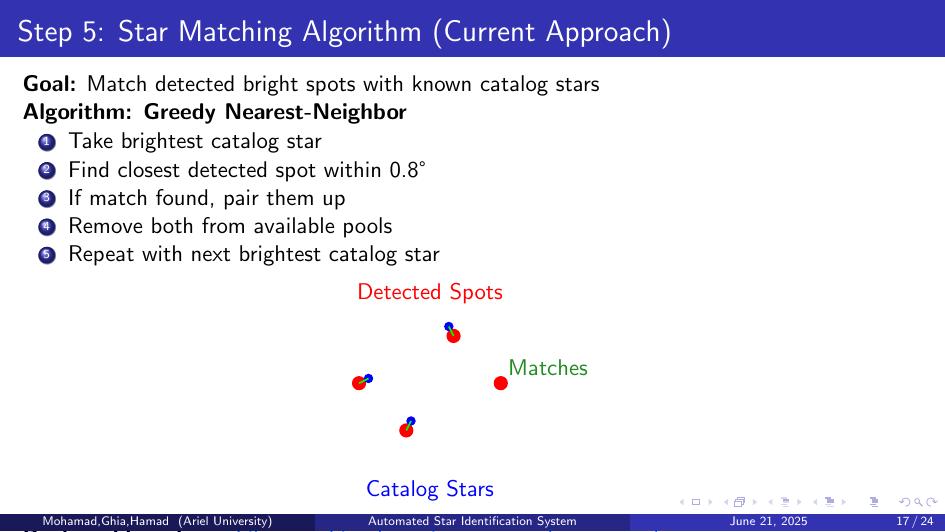 Step 5: Star Matching Algorithm (Current Approach)
Goal: Match detected bright spots with known catalog stars
Algorithm: Greedy Nearest-Neighbor
1 Take brightest catalog star
2 Find closest detected spot within 0.8°
3 If match found, pair them up
4 Remove both from available pools
5 Repeat with next brightest catalog star
Detected Spots
Matches
Catalog Stars
Mohamad,Ghia,Hamad (Ariel University) Automated Star Identification System June 21, 2025 17 / 24